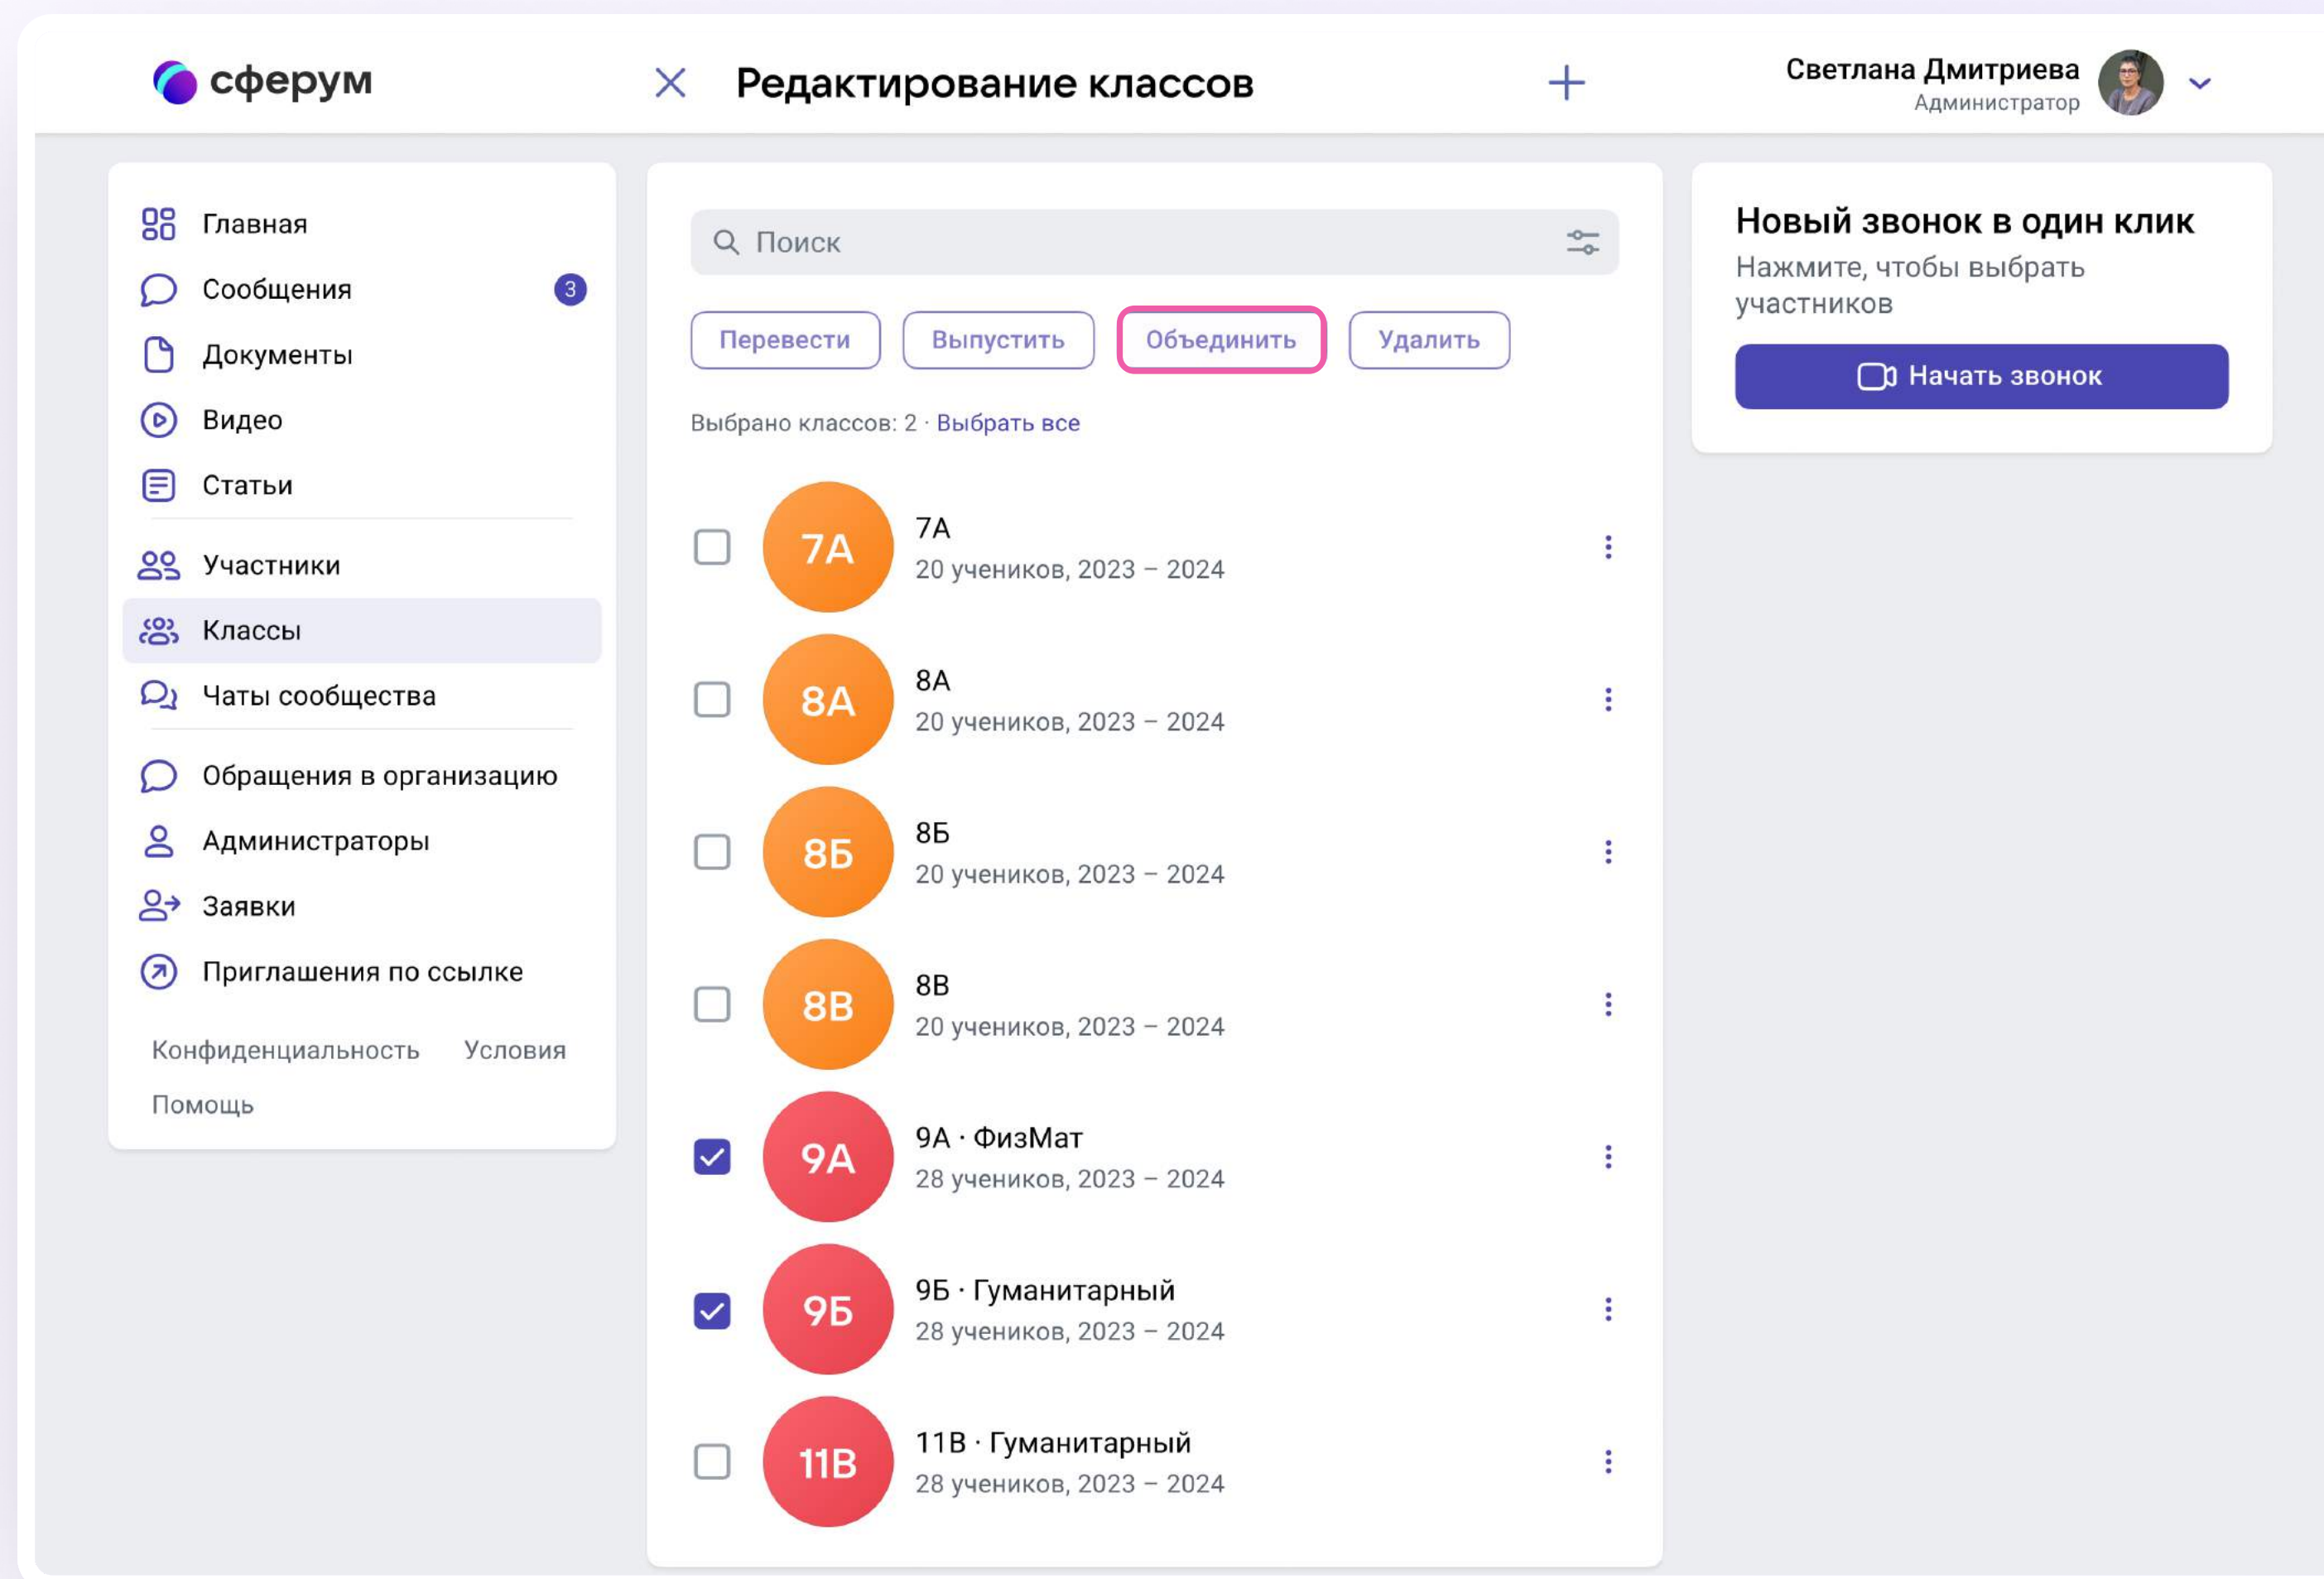 сферум
Редактирование классов
Светлана Дмитриева
Администратор
Главная
Сообщения
3
Документы
Видео
Статьи
Участники
Классы
Чаты сообщества
Обращения в организацию
Администраторы
Заявки
Приглашения по ссылке
Конфиденциальность Условия
Помощь
Поиск
Перевести Выпустить Объединить Удалить
Выбрано классов: 2 · Выбрать все
7А
7А
20 учеников, 2023 – 2024
8А
8А
20 учеников, 2023 – 2024
8Б
8Б
20 учеников, 2023 – 2024
8В
8В
20 учеников, 2023 – 2024
9А
9А · ФизМат
28 учеников, 2023 – 2024
9Б
9Б · Гуманитарный
28 учеников, 2023 – 2024
11В
11В · Гуманитарный
28 учеников, 2023 – 2024
Новый звонок в один клик
Нажмите, чтобы выбрать
участников
Начать звонок